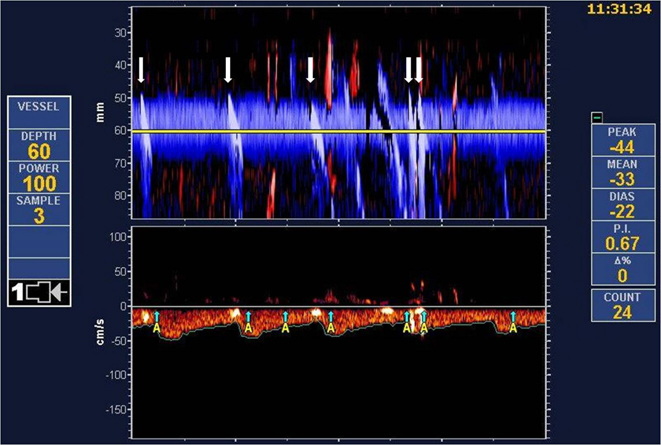 11:31:34
VESSEL
DEPTH
60
POWER
100
SAMPLE
3
1
mm
30
40
50
60
70
80
cm/s
100
50
0
-50
-100
-150
A A A A A A A
PEAK
-44
MEAN
-33
DIAS
-22
P.I.
0.67
Δ%
0
COUNT
24